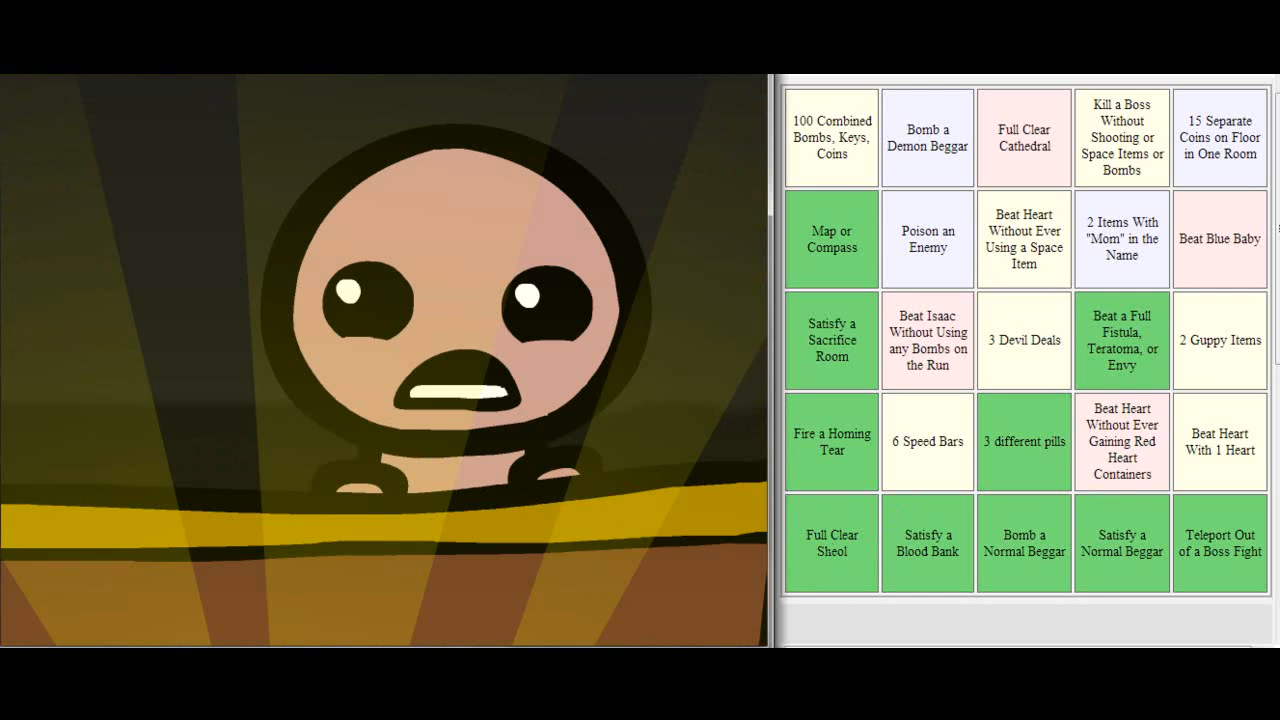 100 Combined
Bombs, Keys,
Coins
Bomb a
Demon Beggar
Full Clear
Cathedral
Kill a Boss
Without
Shooting or
Space Items or
Bombs
15 Separate
Coins on Floor
in One Room
Map or
Compass
Poison an
Enemy
Beat Heart
Without Ever
Using a Space
Item
2 Items With
"Mom" in the
Name
Beat Blue Baby
Satisfy a
Sacrifice
Room
Beat Isaac
Without Using
any Bombs on
the Run
3 Devil Deals
Beat a Full
Fistula,
Teratoma, or
Envy
2 Guppy Items
Fire a Homing
Tear
6 Speed Bars
3 different pills
Beat Heart
Without Ever
Gaining Red
Heart
Containers
Beat Heart
With 1 Heart
Full Clear
Sheol
Satisfy a
Blood Bank
Bomb a
Normal Beggar
Satisfy a
Normal Beggar
Teleport Out
of a Boss Fight